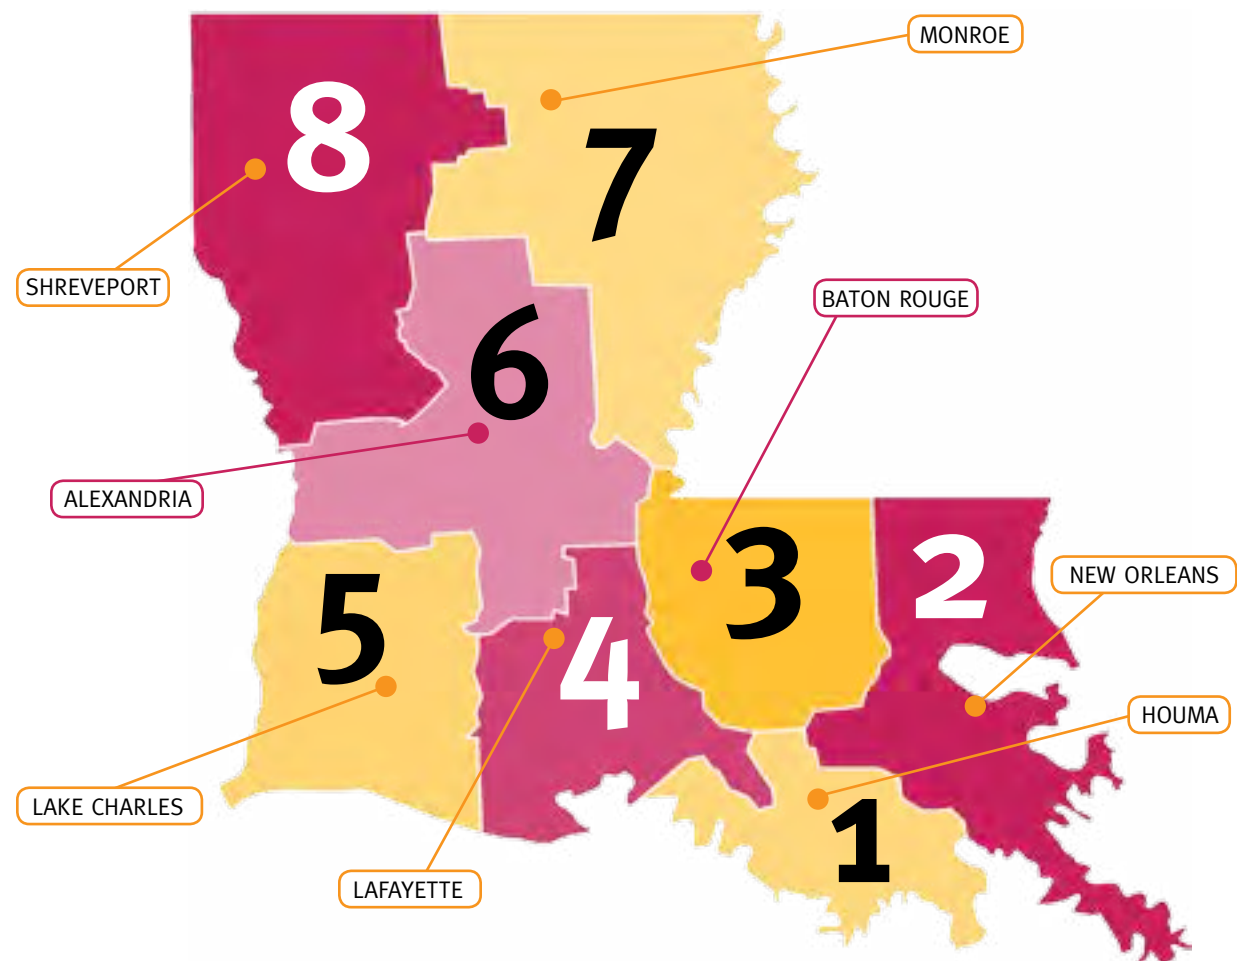 MONROE
8
7
SHREVEPORT
BATON ROUGE
6
ALEXANDRIA
3
2
NEW ORLEANS
5
4
HOUMA
LAKE CHARLES
1
LAFAYETTE